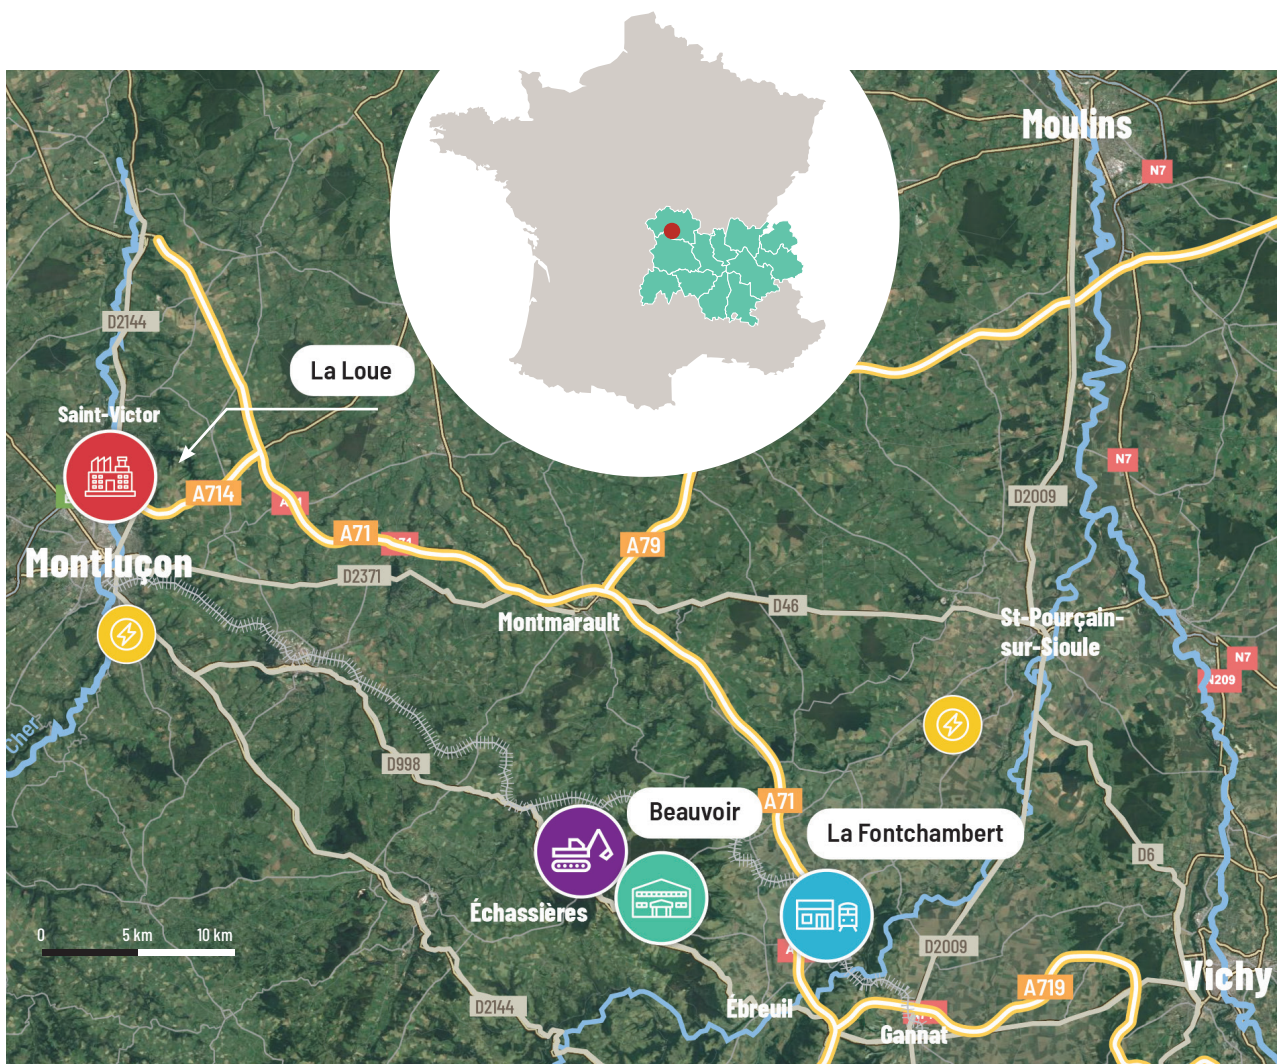 Moulins
N7
D2144
La Loue
Saint-Victor
N7
A714
A71
D2009
A79
Montluçon
D2371
D46
Montmarault
St-Pourçain-
sur-Sioule
N7
N209
Cher
D998
Beauvoir
A71
La Fontchambert
D6
Échassières
0
5 km
10 km
D2009
Vichy
A719
D2144
Ébreuil
Gannat